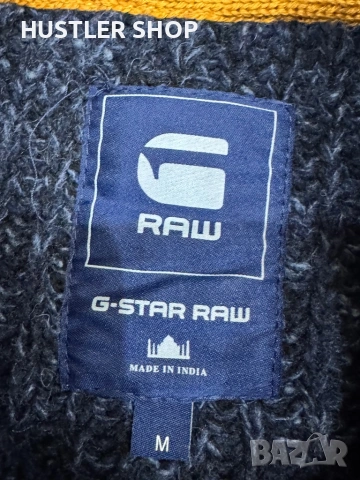 HUSTLER SHOP
G
RAW
G-STAR RAW
MADE IN INDIA
M
BAZAR